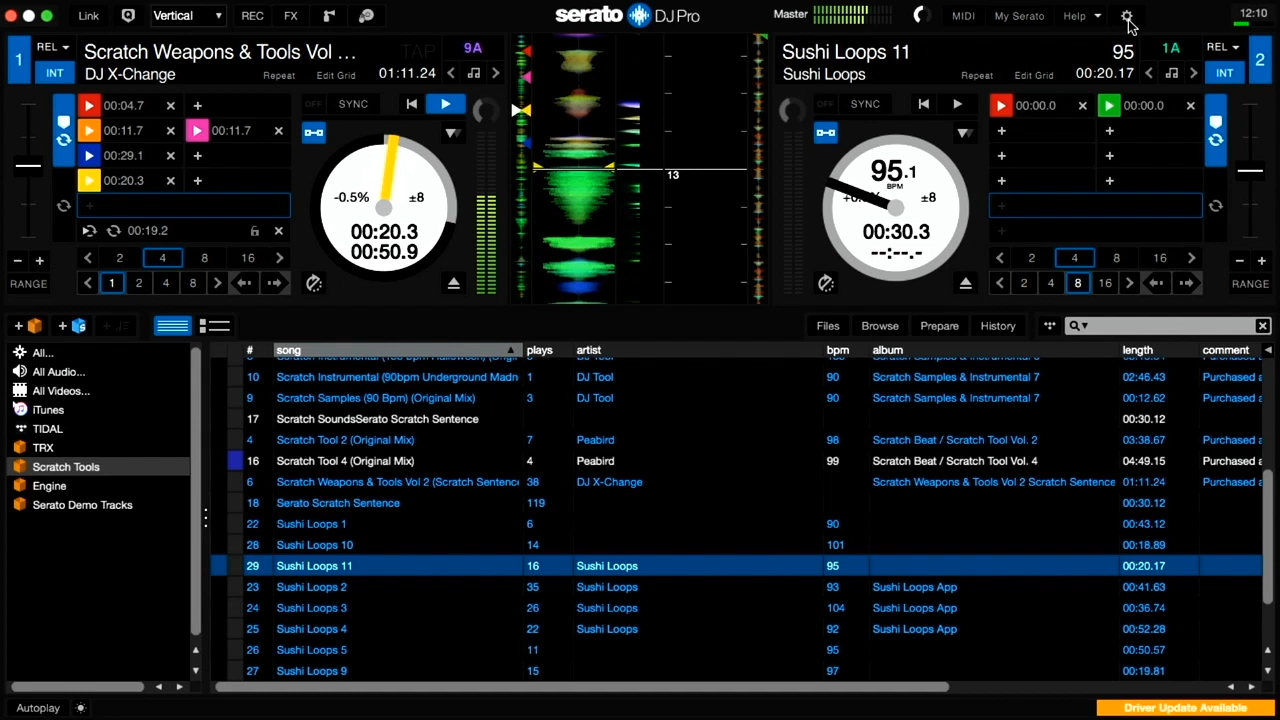 Link Vertical REC FX serato DJ Pro Master MIDI My Serato Help 12:10
1 REL Scratch Weapons & Tools Vol ... TAP 9A
INT DJ X-Change Repeat Edit Grid 01:11.24
Sushi Loops 11 95 1A REL 2
Sushi Loops Repeat Edit Grid 00:20.17 INT
00:04.7 OFF SYNC
00:11.7 00:11.7
00:29.1
00:20.3
00:19.2
-0.5% ±8
00:20.3
00:50.9
2 4 8 16
RANGE 1 2 4 8
13
OFF SYNC 00:00.0 00:00.0
95.1
BPM
±8
00:30.3
--:--.-
2 4 8 16
2 4 8 16 RANGE
Files Browse Prepare History
All...
All Audio...
All Videos...
iTunes
TIDAL
TRX
Scratch Tools
Engine
Serato Demo Tracks
# song plays artist bpm album length comment
10 Scratch Instrumental (90bpm Underground Madn 1 DJ Tool 90 Scratch Samples & Instrumental 7 02:46.43 Purchased a
9 Scratch Samples (90 Bpm) (Original Mix) 3 DJ Tool 90 Scratch Samples & Instrumental 7 00:12.62 Purchased a
17 Scratch SoundsSerato Scratch Sentence 00:30.12
4 Scratch Tool 2 (Original Mix) 7 Peabird 98 Scratch Beat / Scratch Tool Vol. 2 03:38.67 Purchased a
16 Scratch Tool 4 (Original Mix) 4 Peabird 99 Scratch Beat / Scratch Tool Vol. 4 04:49.15 Purchased a
6 Scratch Weapons & Tools Vol 2 (Scratch Sentence 38 DJ X-Change Scratch Weapons & Tools Vol 2 Scratch Sentence 01:11.24 Purchased a
18 Serato Scratch Sentence 119 00:30.12
22 Sushi Loops 1 6 90 00:43.12
28 Sushi Loops 10 14 101 00:18.89
29 Sushi Loops 11 16 Sushi Loops 95 00:20.17
23 Sushi Loops 2 35 Sushi Loops 93 Sushi Loops App 00:41.63
24 Sushi Loops 3 26 Sushi Loops 104 Sushi Loops App 00:36.74
25 Sushi Loops 4 22 Sushi Loops 92 Sushi Loops App 00:52.28
26 Sushi Loops 5 11 95 00:50.57
27 Sushi Loops 9 15 97 00:19.81
Autoplay Driver Update Available